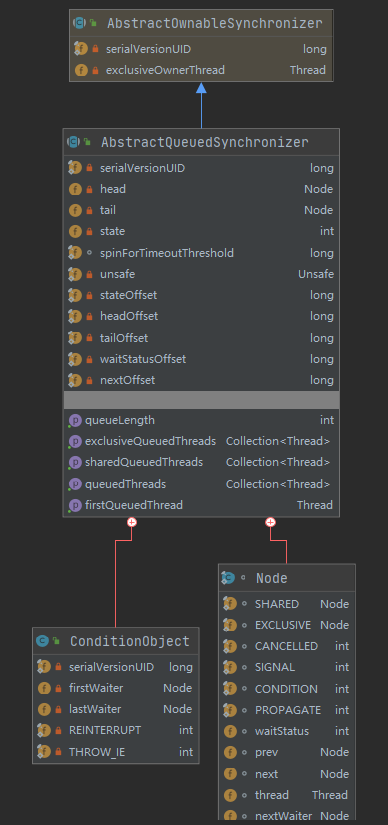 AbstractOwnableSynchronizer
serialVersionUID long
exclusiveOwnerThread Thread
AbstractQueuedSynchronizer
serialVersionUID long
head Node
tail Node
state int
spinForTimeoutThreshold long
unsafe Unsafe
stateOffset long
headOffset long
tailOffset long
waitStatusOffset long
nextOffset long
queueLength int
exclusiveQueuedThreads Collection<Thread>
sharedQueuedThreads Collection<Thread>
queuedThreads Collection<Thread>
firstQueuedThread Thread
ConditionObject
serialVersionUID long
firstWaiter Node
lastWaiter Node
REINTERRUPT int
THROW_IE int
Node
SHARED Node
EXCLUSIVE Node
CANCELLED int
SIGNAL int
CONDITION int
PROPAGATE int
waitStatus int
prev Node
next Node
thread Thread
nextWaiter Node